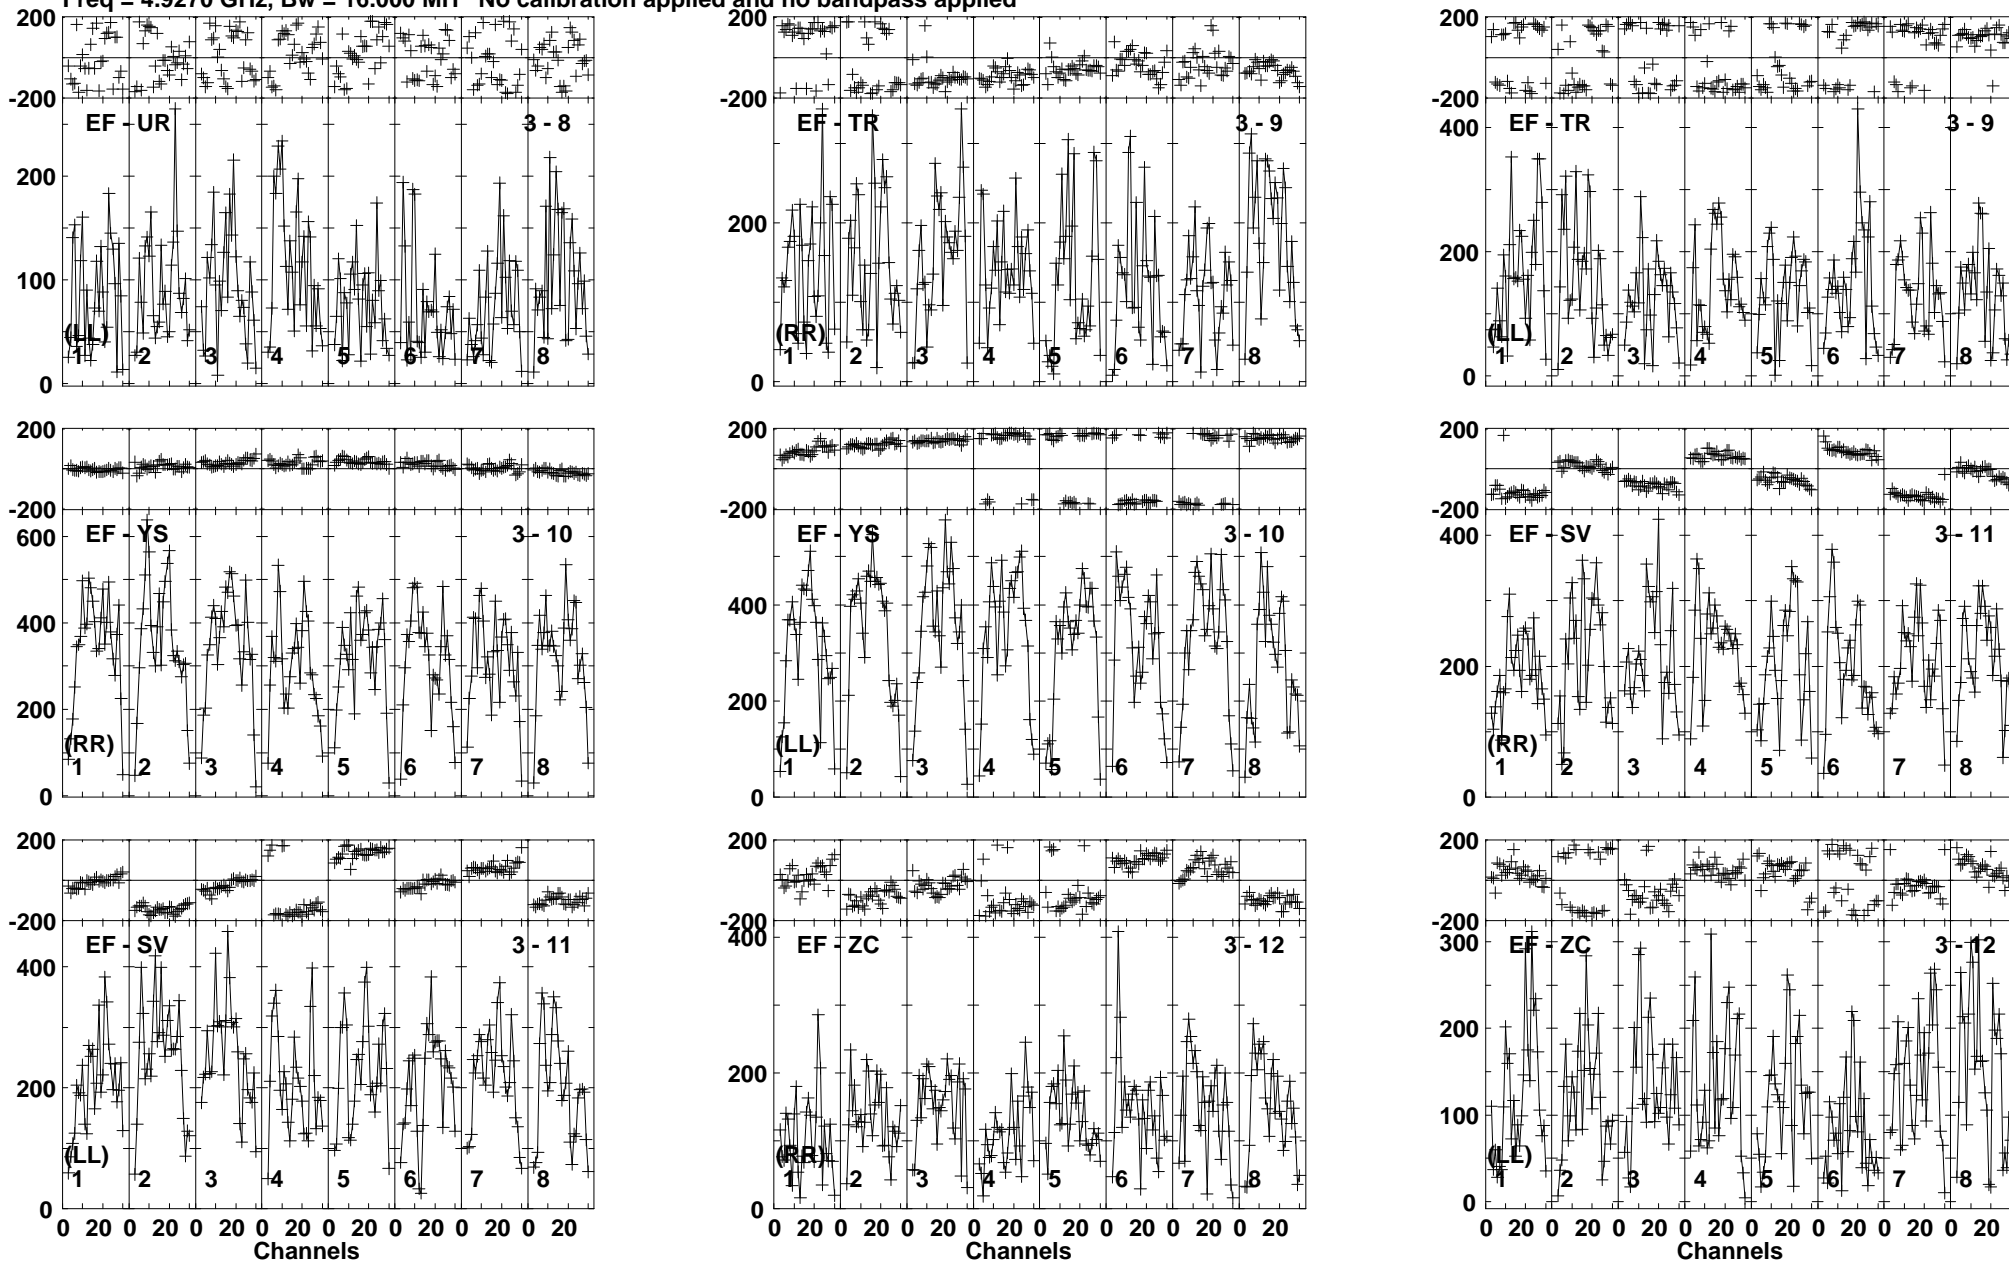 Freq = 4.9270 GHz, Bw = 16.000 MH No calibration applied and no bandpass applied
200 200 200
-200 -200 -200
EF - UR 3 - 8 EF - TR 3 - 9 EF - TR 3 - 9
400
200
200 200
100
(LL) (RR) (LL)
1 2 3 4 5 6 7 8 1 2 3 4 5 6 7 8 1 2 3 4 5 6 7 8
0 0 0
200 200 200
-200 -200 -200
EF - YS 3 - 10 EF - YS 3 - 10 EF - SV 3 - 11
600 400
400 400
200
200 200
(RR) (LL) (RR)
1 2 3 4 5 6 7 8 1 2 3 4 5 6 7 8 1 2 3 4 5 6 7 8
0 0 0
200 200 200
-200 -200 -200
EF - SV 3 - 11 EF - ZC 3 - 12 EF - ZC 3 - 12
400 400 300
200
200 200
100
(LL) (RR) (LL)
1 2 3 4 5 6 7 8 1 2 3 4 5 6 7 8 1 2 3 4 5 6 7 8
0 0 0
0 20 0 20 0 20 0 20 0 20 0 20 0 20 0 20 0 20 0 20 0 20 0 20 0 20 0 20 0 20 0 20 0 20 0 20 0 20 0 20 0 20 0 20 0 20 0 20
Channels Channels Channels